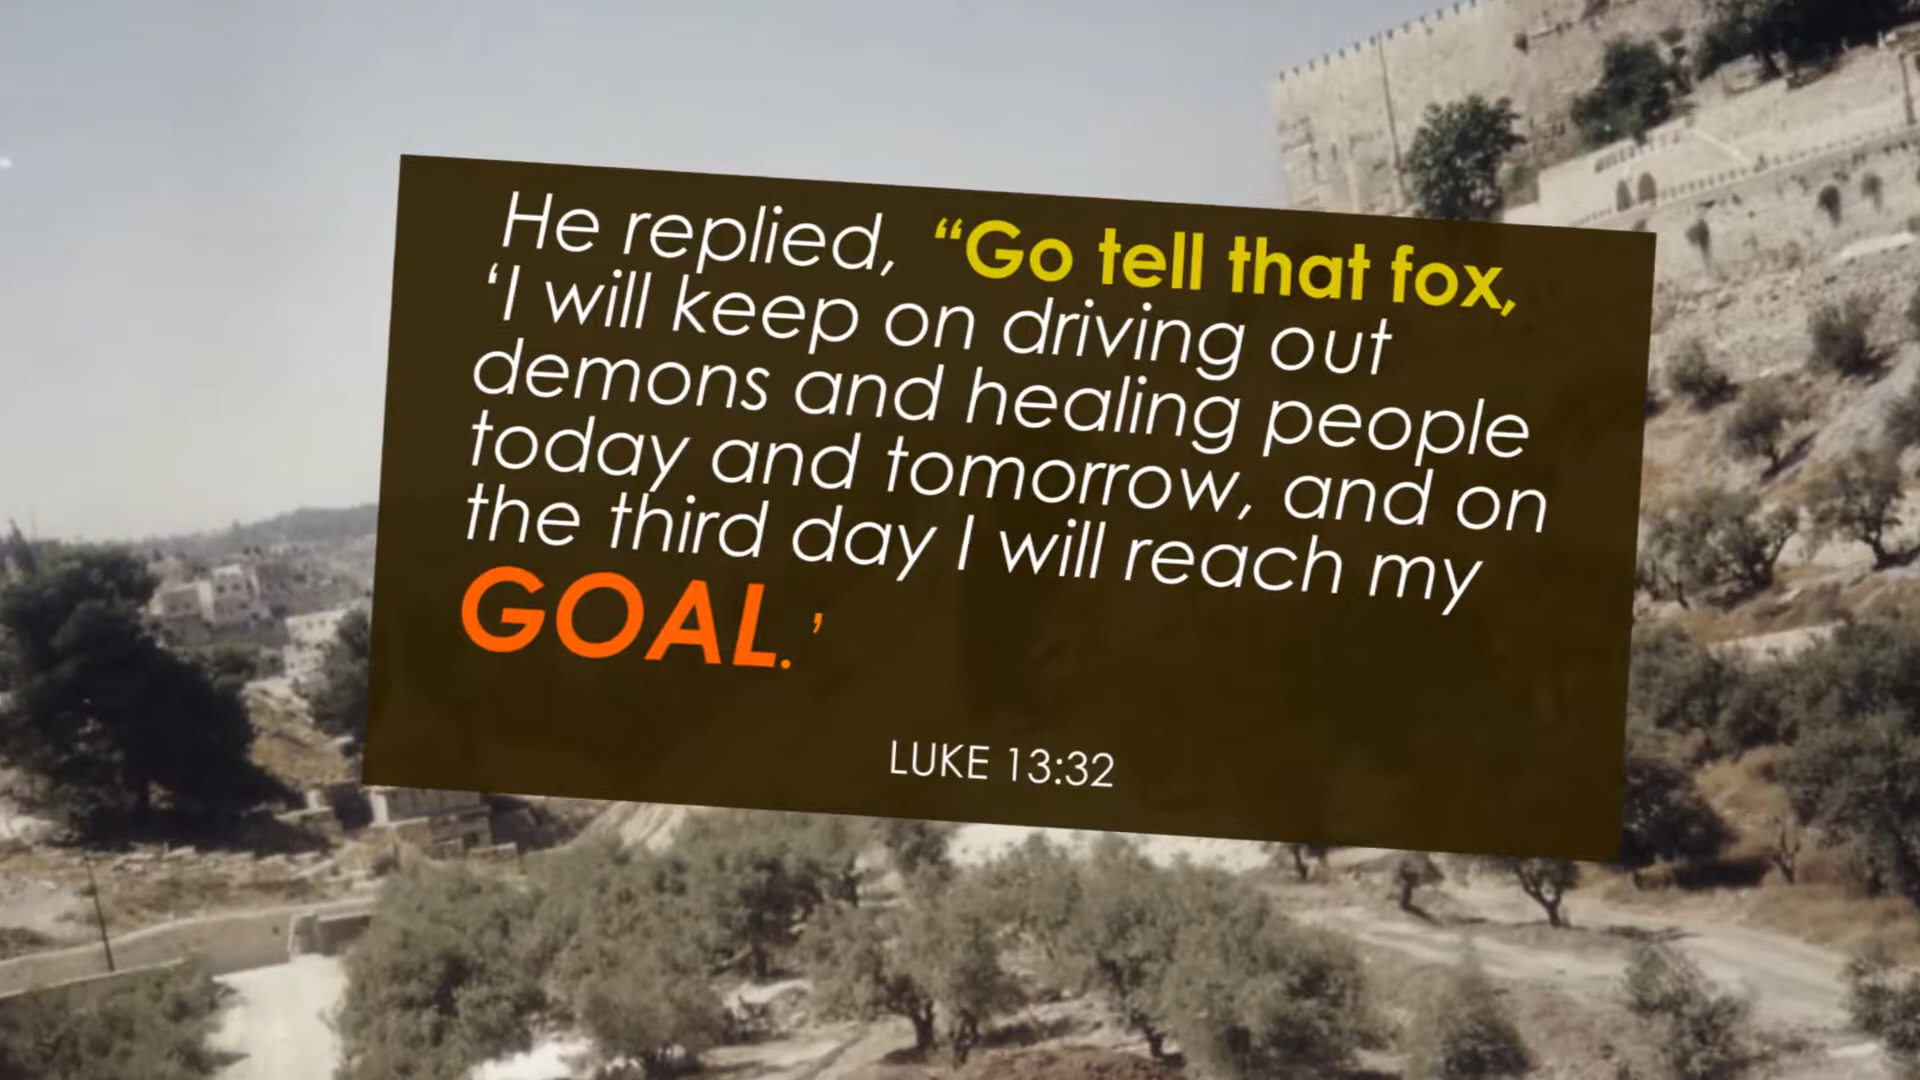 He replied, “Go tell that fox,
‘I will keep on driving out
demons and healing people
today and tomorrow, and on
the third day I will reach my
GOAL.’
LUKE 13:32